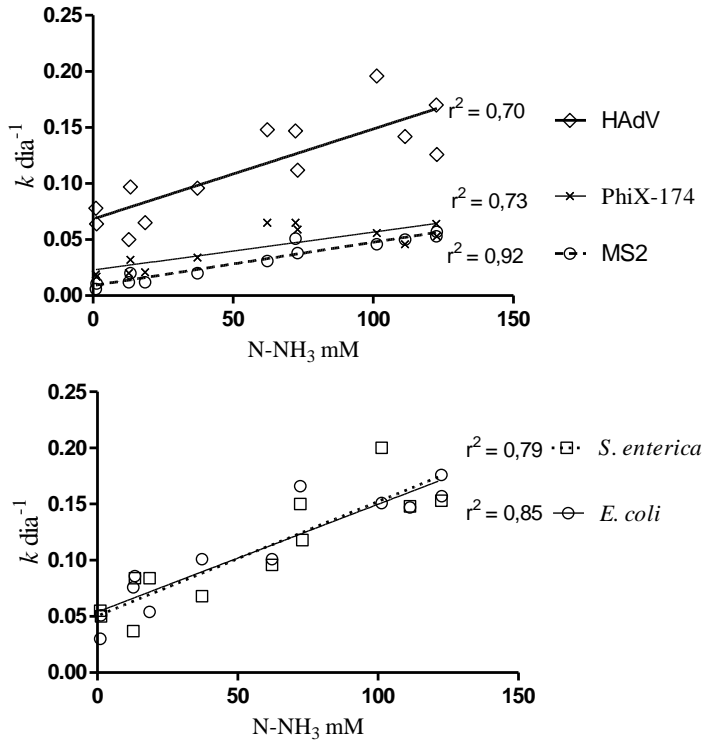 0.25
0.20
0.15
0.10
0.05
0.00
k dia⁻¹
0 50 100 150
N-NH₃ mM
r² = 0,70
r² = 0,73
r² = 0,92
HAdV
PhiX-174
MS2
0.25
0.20
0.15
0.10
0.05
0.00
k dia⁻¹
0 50 100 150
N-NH₃ mM
r² = 0,79
S. enterica
r² = 0,85
E. coli